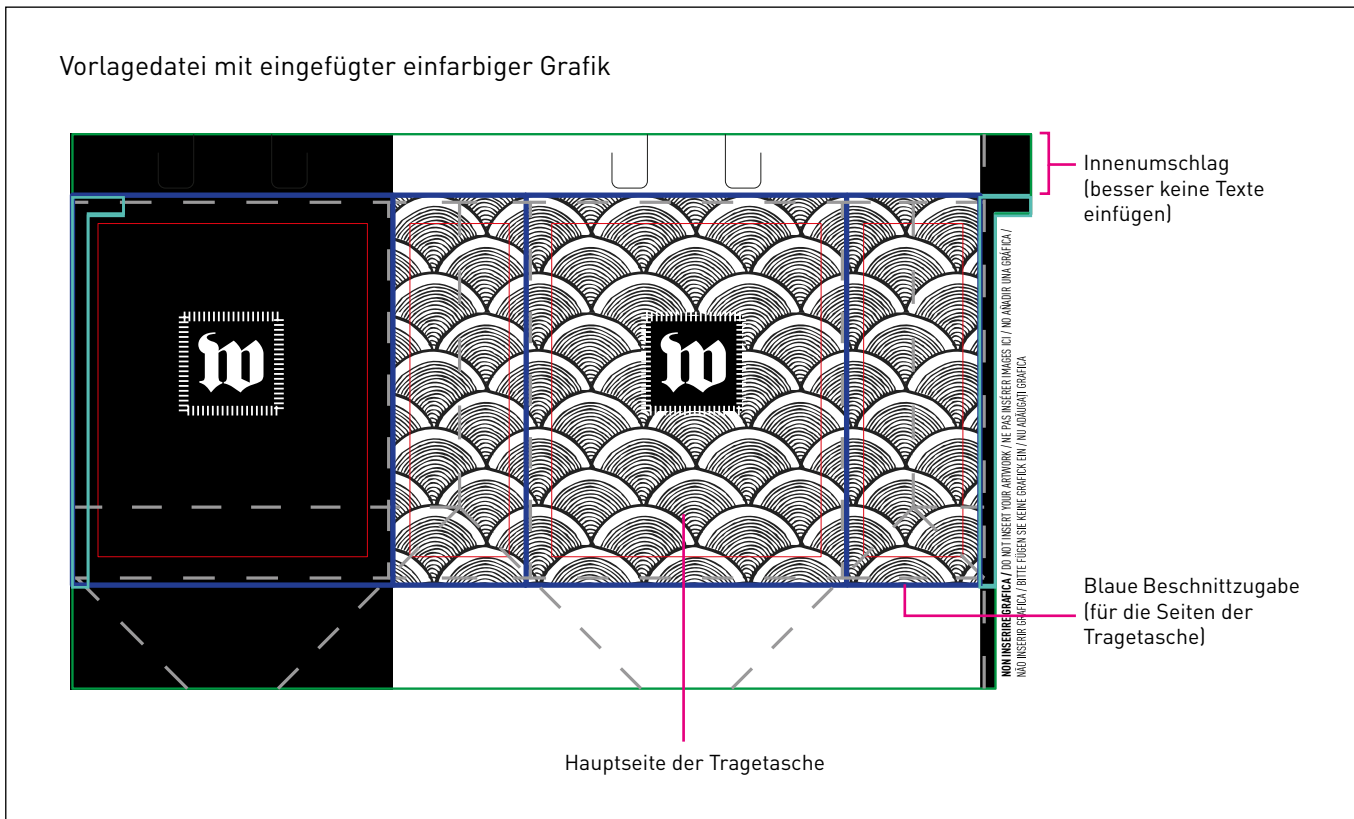 Vorlagedatei mit eingefügter einfarbiger Grafik
Innenumschlag
(besser keine Texte
einfügen)
w
w
NON INSERIRE GRAFICA / DO NOT INSERT YOUR ARTWORK / NE PAS INSÉRER IMAGES ICI / NO AÑADIR UNA GRÁFICA /
NÃO INSERIR GRÁFICA / BITTE FÜGEN SIE KEINE GRAFICK EIN / NU ADĂUGAȚI GRAFICA
Blaue Beschnittzugabe
(für die Seiten der
Tragetasche)
Hauptseite der Tragetasche